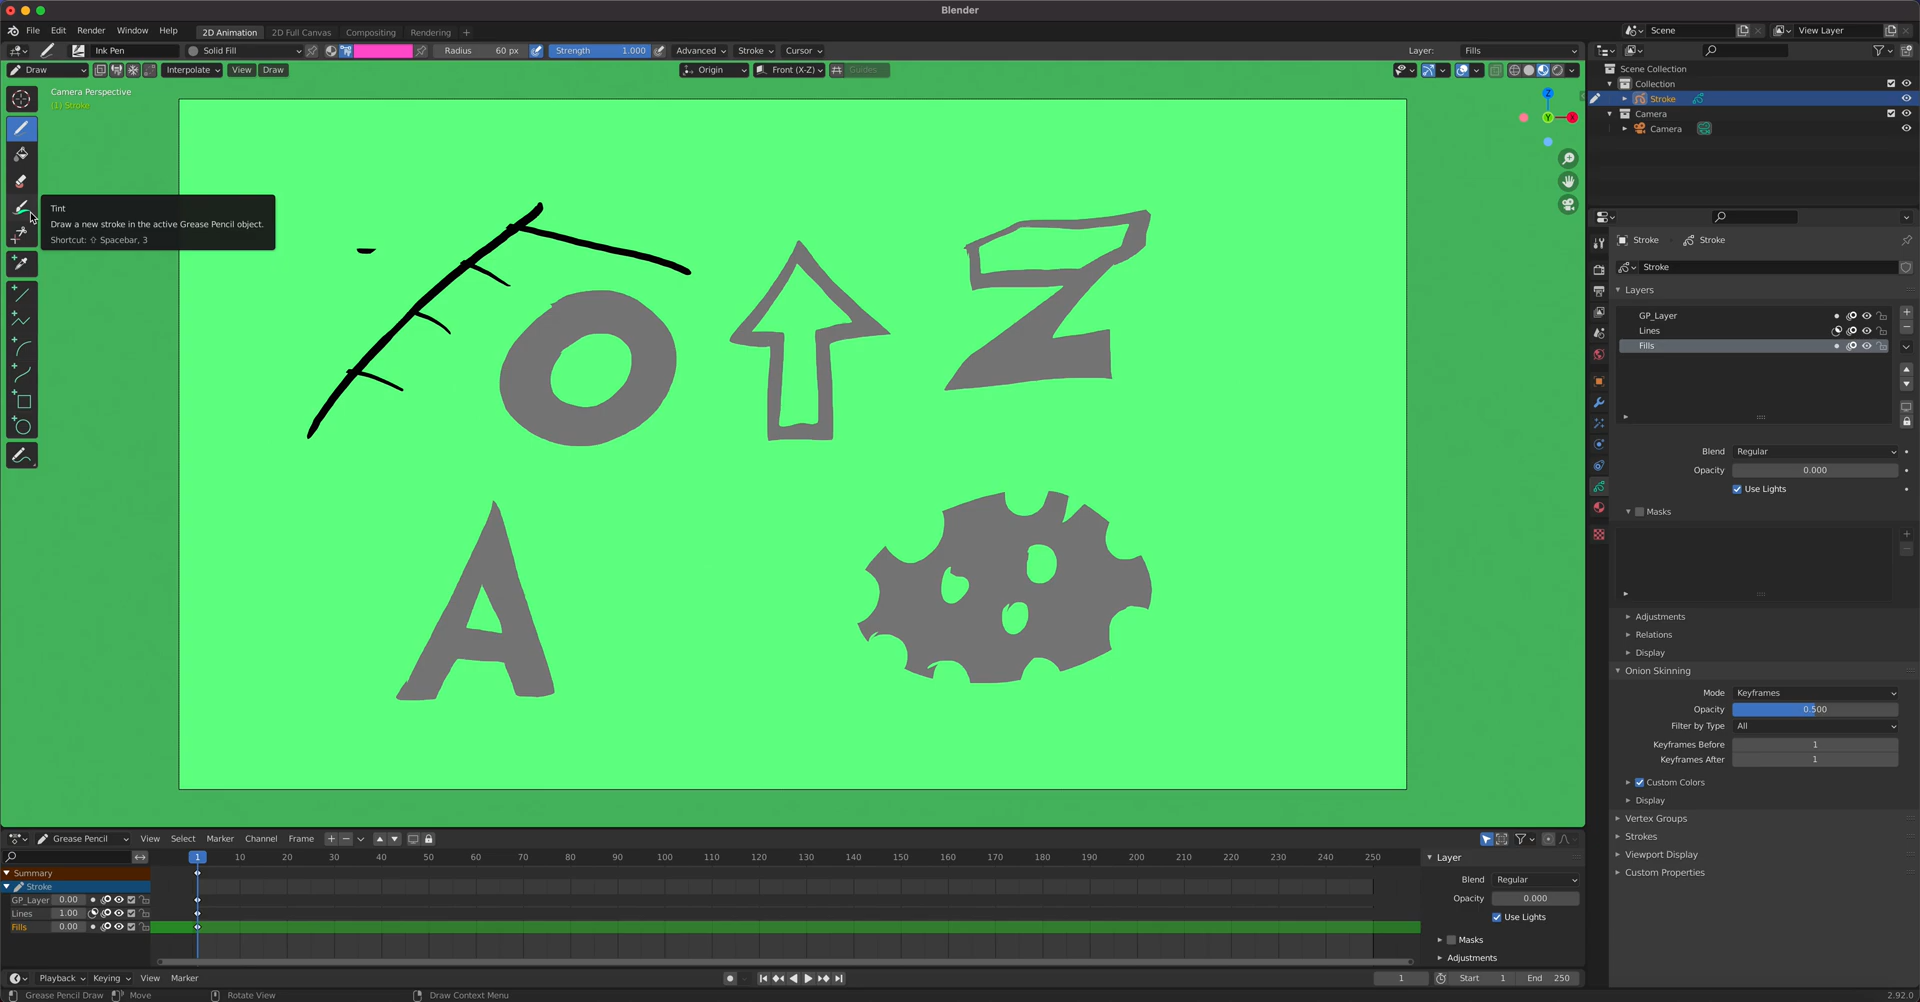 Blender
File Edit Render Window Help 2D Animation 2D Full Canvas Compositing Rendering + Scene View Layer
Ink Pen Solid Fill Radius 60 px Strength 1.000 Advanced Stroke Cursor Layer: Fills
Draw Interpolate View Draw Origin Front (X-Z) Guides
Camera Perspective
(1) Stroke
Z
Y
X
Tint
Draw a new stroke in the active Grease Pencil object.
Shortcut: ⇧ Spacebar, 3
O
Z
A
Scene Collection
Collection
Stroke
Camera
Camera
Stroke Stroke
Stroke
Layers
GP_Layer
Lines
Fills
Blend Regular
Opacity 0.000
Use Lights
Masks
Adjustments
Relations
Display
Onion Skinning
Mode Keyframes
Opacity 0.500
Filter by Type All
Keyframes Before 1
Keyframes After 1
Custom Colors
Display
Vertex Groups
Strokes
Viewport Display
Custom Properties
Grease Pencil View Select Marker Channel Frame
1 10 20 30 40 50 60 70 80 90 100 110 120 130 140 150 160 170 180 190 200 210 220 230 240 250
Summary
Stroke
GP_Layer 0.00
Lines 1.00
Fills 0.00
Layer
Blend Regular
Opacity 0.000
Use Lights
Masks
Adjustments
Playback Keying View Marker 1 Start 1 End 250
Grease Pencil Draw Move Rotate View Draw Context Menu 2.92.0